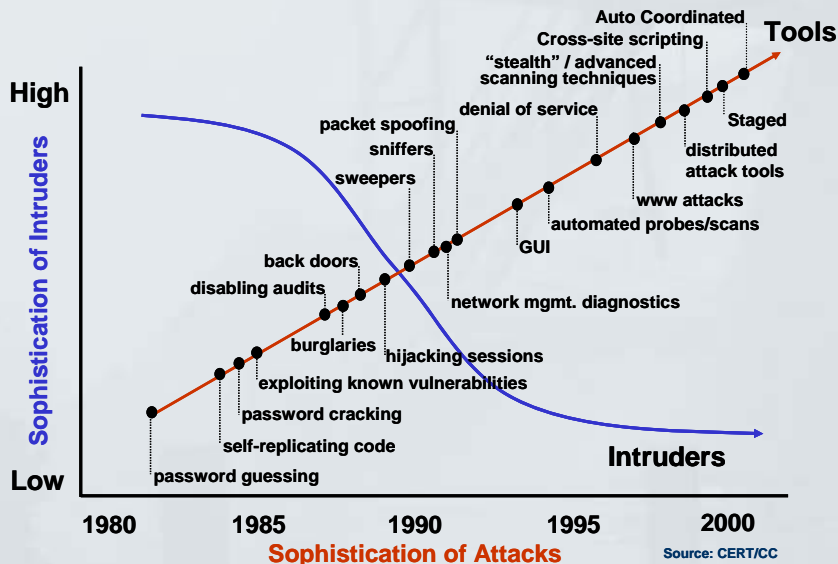 Auto Coordinated
Tools
Cross-site scripting
“stealth” / advanced
scanning techniques
High
denial of service
packet spoofing
Staged
sniffers
distributed
attack tools
sweepers
www attacks
automated probes/scans
GUI
back doors
disabling audits
network mgmt. diagnostics
burglaries
hijacking sessions
exploiting known vulnerabilities
password cracking
self-replicating code
Intruders
password guessing
Low
Sophistication of Intruders
1980
1985
1990
1995
2000
Sophistication of Attacks
Source: CERT/CC